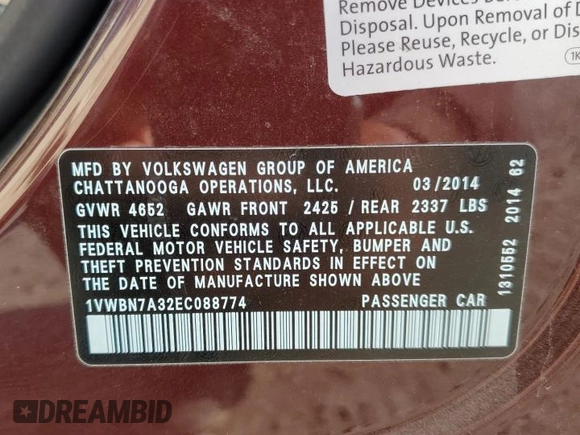 Remove Devices Before
Disposal. Upon Removal of D
Please Reuse, Recycle, or Dis
Hazardous Waste.
1K
MFD BY VOLKSWAGEN GROUP OF AMERICA
CHATTANOOGA OPERATIONS, LLC. 03/2014
GVWR 4652 GAWR FRONT 2425 / REAR 2337 LBS
THIS VEHICLE CONFORMS TO ALL APPLICABLE U.S.
FEDERAL MOTOR VEHICLE SAFETY, BUMPER AND
THEFT PREVENTION STANDARDS IN EFFECT ON
THE DATE OF MANUFACTURE SHOWN ABOVE
1VWBN7A32EC088774 PASSENGER CAR
1310552 2014 62
DREAMBID